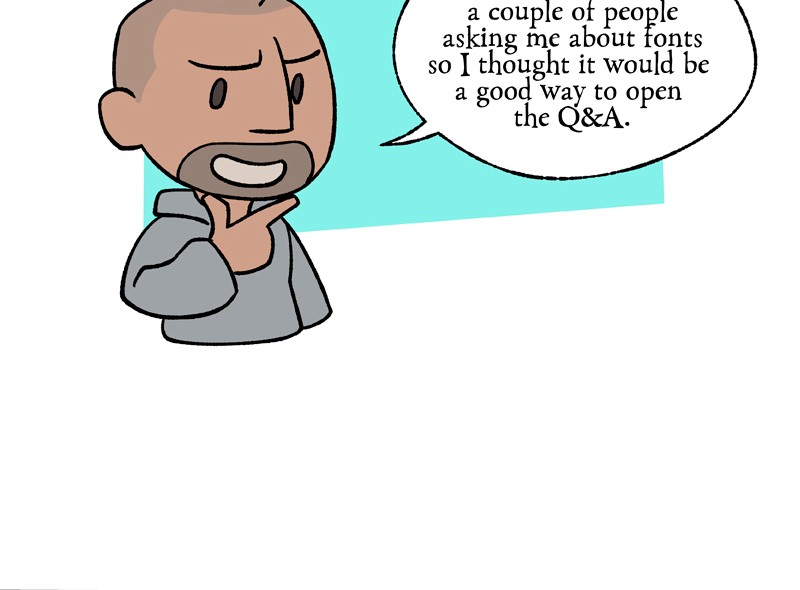 a couple of people
asking me about fonts
so I thought it would be
a good way to open
the Q&A.